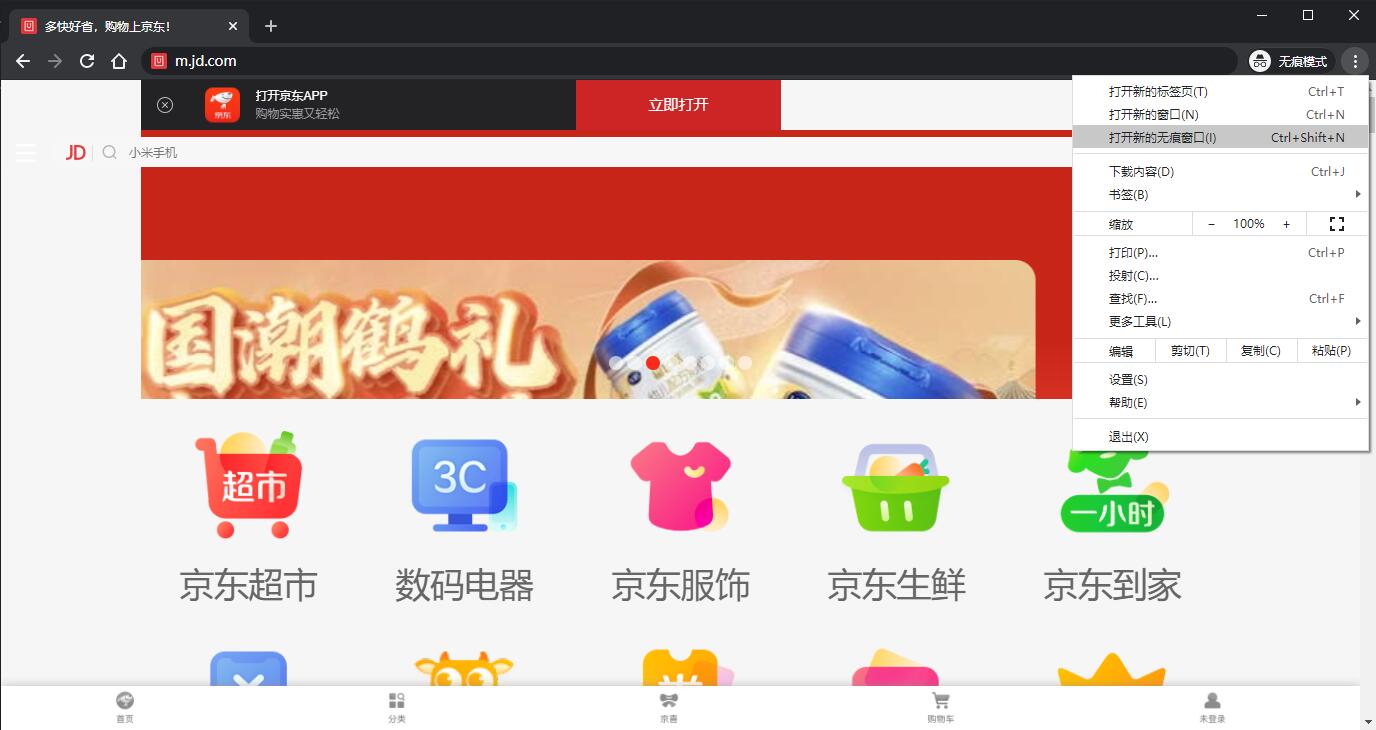 多快好省，购物上京东！
m.jd.com
无痕模式
京东
打开京东APP
购物实惠又轻松
立即打开
JD
小米手机
打开新的标签页(T) Ctrl+T
打开新的窗口(N) Ctrl+N
打开新的无痕窗口(I) Ctrl+Shift+N
下载内容(D) Ctrl+J
书签(B)
缩放 - 100% +
打印(P)... Ctrl+P
投射(C)...
查找(F)... Ctrl+F
更多工具(L)
编辑 剪切(T) 复制(C) 粘贴(P)
设置(S)
帮助(E)
退出(X)
国潮鹤礼
超市
3C
一小时
京东超市 数码电器 京东服饰 京东生鲜 京东到家
首页 分类 京喜 购物车 未登录